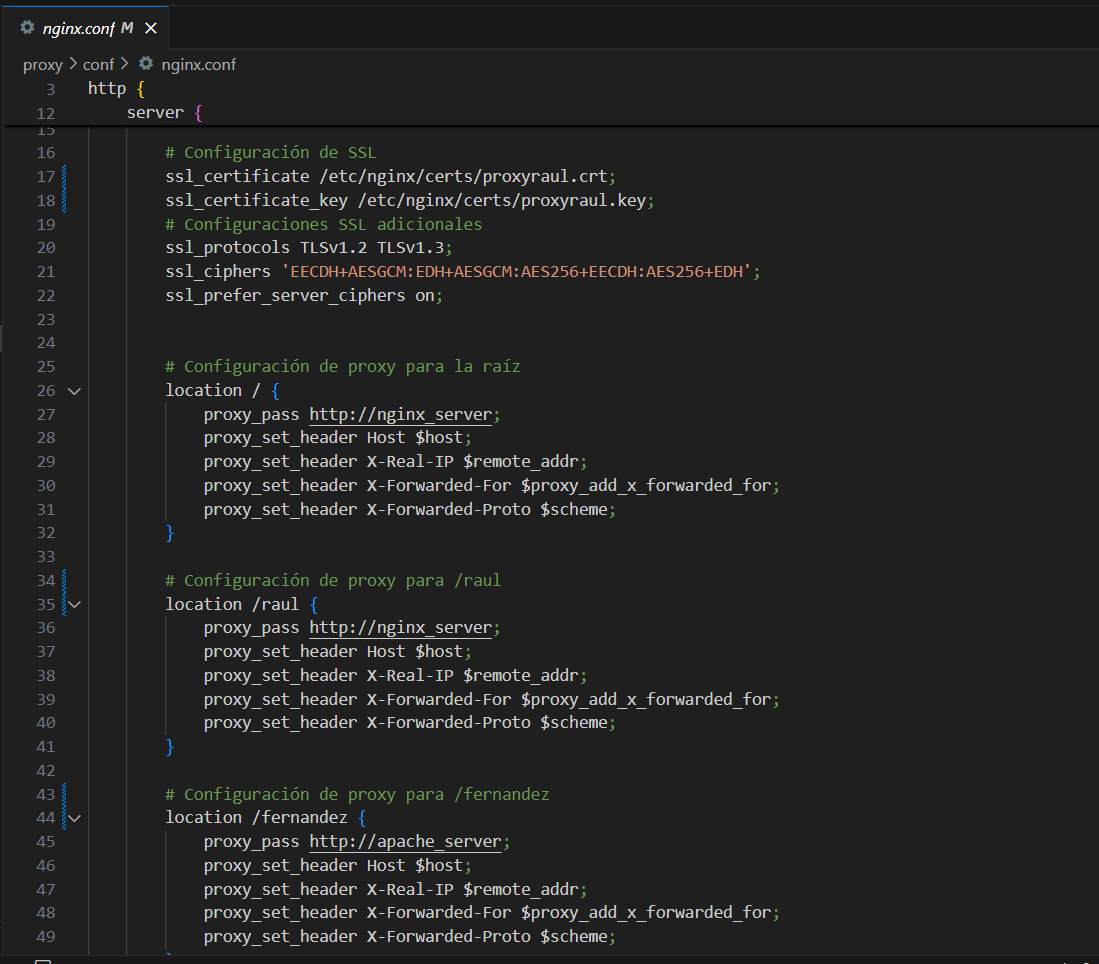 nginx.conf M
proxy > conf > nginx.conf
3 http {
12 server {
15
16 # Configuración de SSL
17 ssl_certificate /etc/nginx/certs/proxyraul.crt;
18 ssl_certificate_key /etc/nginx/certs/proxyraul.key;
19 # Configuraciones SSL adicionales
20 ssl_protocols TLSv1.2 TLSv1.3;
21 ssl_ciphers 'EECDH+AESGCM:EDH+AESGCM:AES256+EECDH:AES256+EDH';
22 ssl_prefer_server_ciphers on;
23
24
25 # Configuración de proxy para la raíz
26 location / {
27 proxy_pass http://nginx_server;
28 proxy_set_header Host $host;
29 proxy_set_header X-Real-IP $remote_addr;
30 proxy_set_header X-Forwarded-For $proxy_add_x_forwarded_for;
31 proxy_set_header X-Forwarded-Proto $scheme;
32 }
33
34 # Configuración de proxy para /raul
35 location /raul {
36 proxy_pass http://nginx_server;
37 proxy_set_header Host $host;
38 proxy_set_header X-Real-IP $remote_addr;
39 proxy_set_header X-Forwarded-For $proxy_add_x_forwarded_for;
40 proxy_set_header X-Forwarded-Proto $scheme;
41 }
42
43 # Configuración de proxy para /fernandez
44 location /fernandez {
45 proxy_pass http://apache_server;
46 proxy_set_header Host $host;
47 proxy_set_header X-Real-IP $remote_addr;
48 proxy_set_header X-Forwarded-For $proxy_add_x_forwarded_for;
49 proxy_set_header X-Forwarded-Proto $scheme;